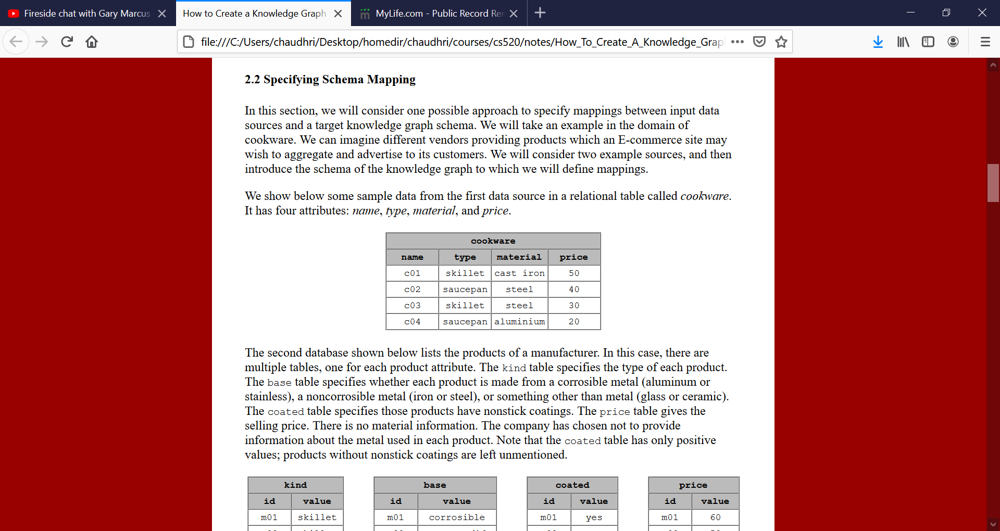 Fireside chat with Gary Marcus
How to Create a Knowledge Graph
MyLife.com - Public Record
file:///C:/Users/chaudhri/Desktop/homedir/chaudhri/courses/cs520/notes/How_To_Create_A_Knowledge_Grap
2.2 Specifying Schema Mapping
In this section, we will consider one possible approach to specify mappings between input data
sources and a target knowledge graph schema. We will take an example in the domain of
cookware. We can imagine different vendors providing products which an E-commerce site may
wish to aggregate and advertise to its customers. We will consider two example sources, and then
introduce the schema of the knowledge graph to which we will define mappings.
We show below some sample data from the first data source in a relational table called cookware.
It has four attributes: name, type, material, and price.
cookware
name type material price
c01 skillet cast iron 50
c02 saucepan steel 40
c03 skillet steel 30
c04 saucepan aluminium 20
The second database shown below lists the products of a manufacturer. In this case, there are
multiple tables, one for each product attribute. The kind table specifies the type of each product.
The base table specifies whether each product is made from a corrosible metal (aluminum or
stainless), a noncorrosible metal (iron or steel), or something other than metal (glass or ceramic).
The coated table specifies those products have nonstick coatings. The price table gives the
selling price. There is no material information. The company has chosen not to provide
information about the metal used in each product. Note that the coated table has only positive
values; products without nonstick coatings are left unmentioned.
kind base coated price
id value id value id value id value
m01 skillet m01 corrosible m01 yes m01 60